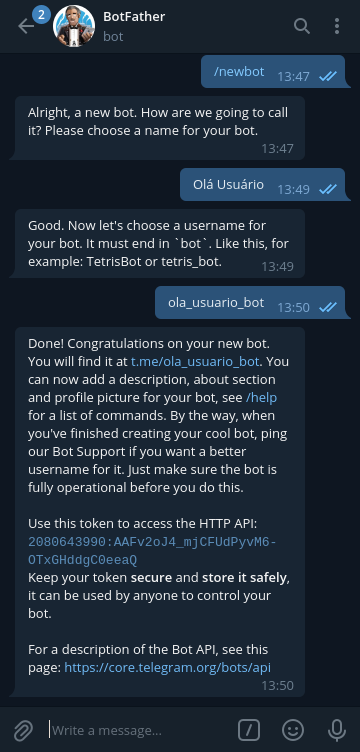 2
BotFather
bot
/newbot
13:47
Alright, a new bot. How are we going to call
it? Please choose a name for your bot.
13:47
Olá Usuário
13:49
Good. Now let's choose a username for
your bot. It must end in `bot`. Like this, for
example: TetrisBot or tetris_bot.
13:49
ola_usuario_bot
13:50
Done! Congratulations on your new bot.
You will find it at t.me/ola_usuario_bot. You
can now add a description, about section
and profile picture for your bot, see /help
for a list of commands. By the way, when
you've finished creating your cool bot, ping
our Bot Support if you want a better
username for it. Just make sure the bot is
fully operational before you do this.
Use this token to access the HTTP API:
2080643990:AAFv2oJ4_mjCFUdPyvM6-
OTxGHddgC0eeaQ
Keep your token secure and store it safely,
it can be used by anyone to control your
bot.
For a description of the Bot API, see this
page: https://core.telegram.org/bots/api
13:50
Write a message...